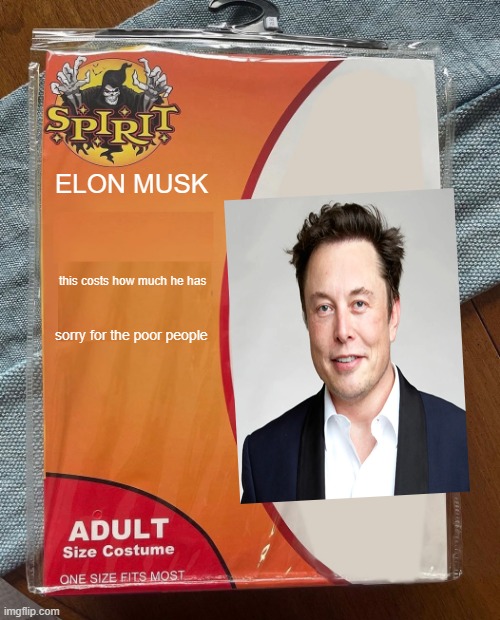 SPIRIT
ELON MUSK
this costs how much he has
sorry for the poor people
ADULT
Size Costume
ONE SIZE FITS MOST
imgflip.com